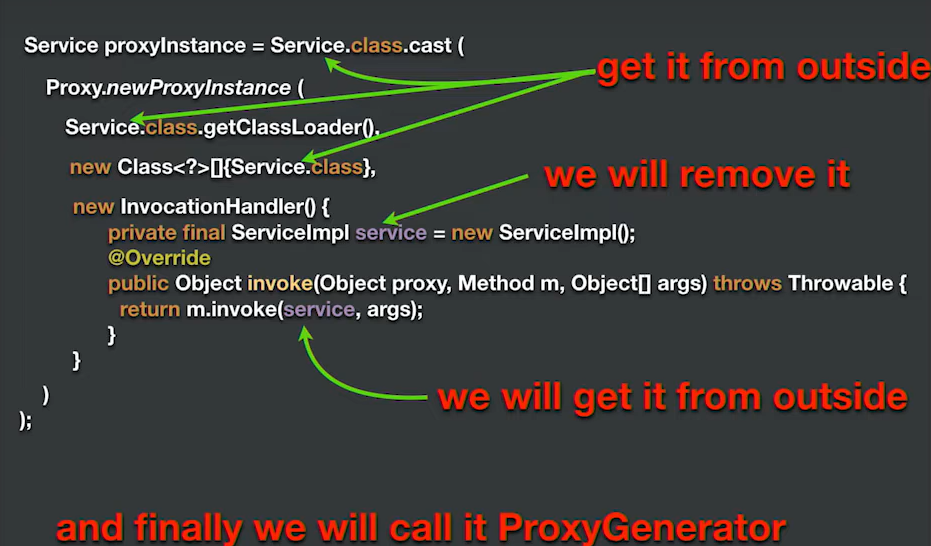 Service proxyInstance = Service.class.cast (
get it from outside
Proxy.newProxyInstance (
Service.class.getClassLoader(),
new Class<?>[]{Service.class},
we will remove it
new InvocationHandler() {
private final ServiceImpl service = new ServiceImpl();
@Override
public Object invoke(Object proxy, Method m, Object[] args) throws Throwable {
return m.invoke(service, args);
}
}
)
we will get it from outside
);
and finally we will call it ProxyGenerator